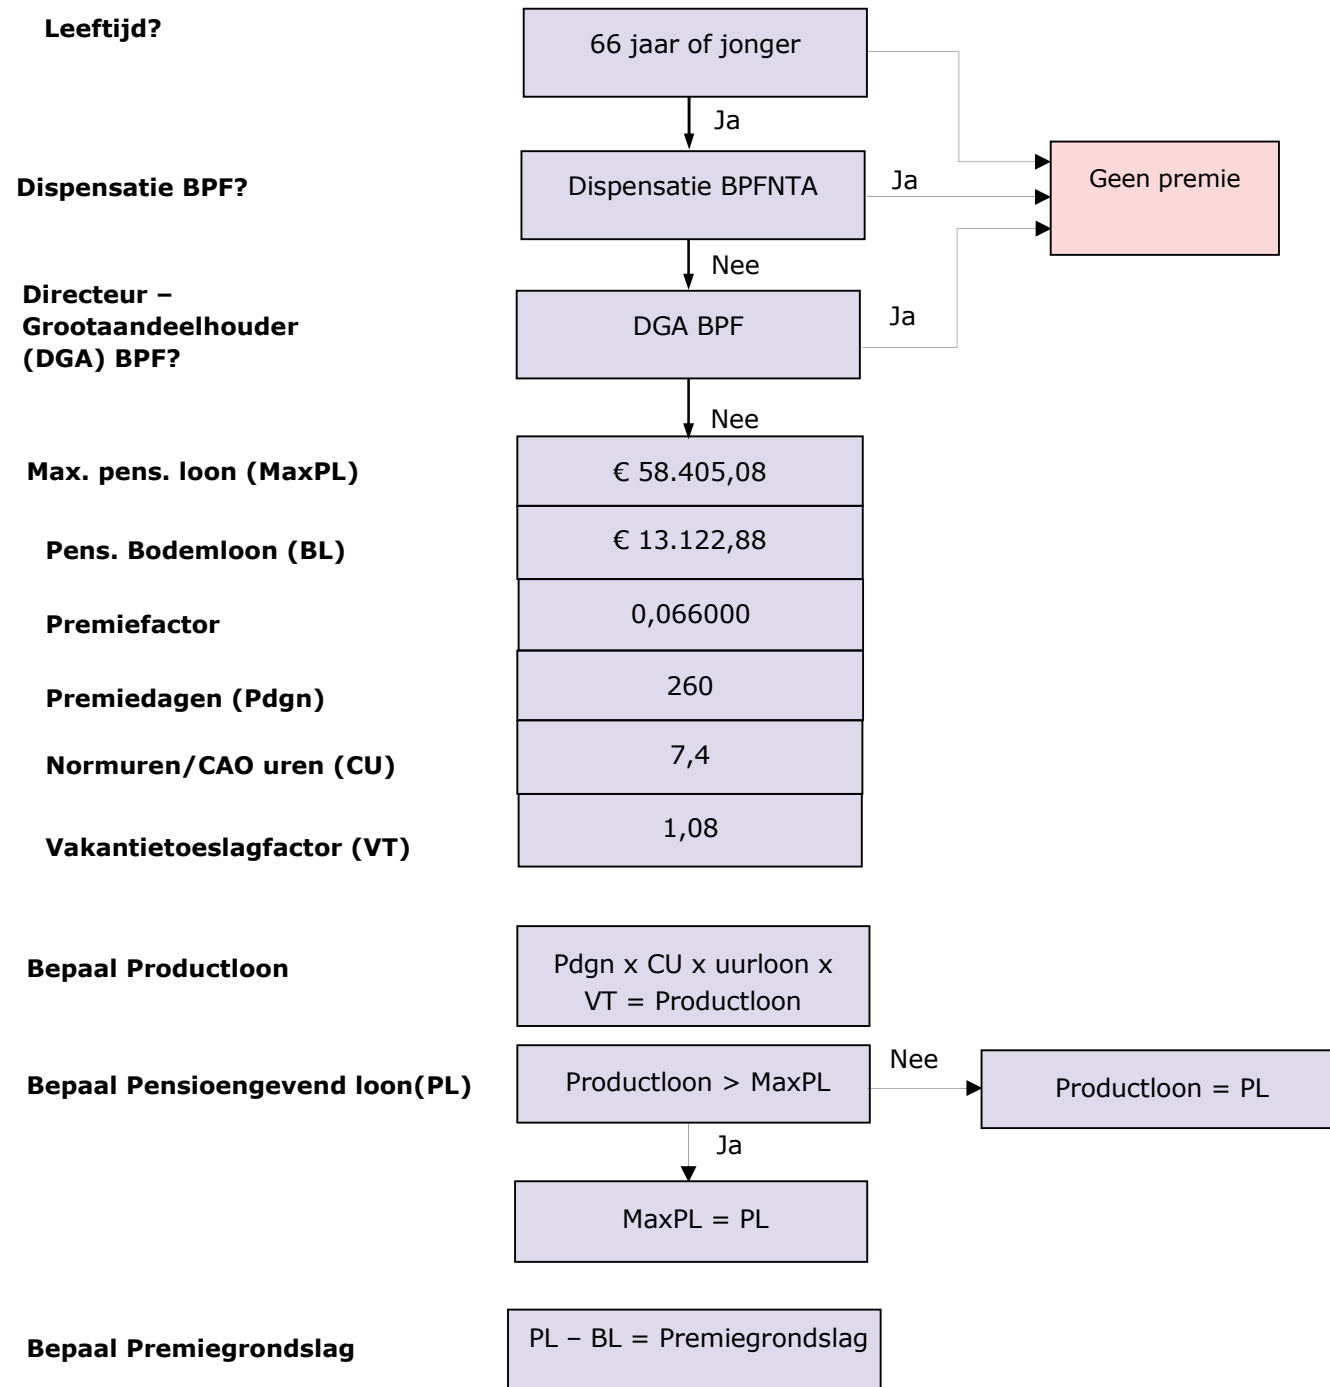 Leeftijd?
66 jaar of jonger
Ja
Dispensatie BPF?
Dispensatie BPFNTA
Ja
Geen premie
Nee
Directeur –
Grootaandeelhouder
(DGA) BPF?
DGA BPF
Ja
Nee
Max. pens. loon (MaxPL)
€ 58.405,08
Pens. Bodemloon (BL)
€ 13.122,88
Premiefactor
0,066000
Premiedagen (Pdgn)
260
Normuren/CAO uren (CU)
7,4
Vakantietoeslagfactor (VT)
1,08
Bepaal Productloon
Pdgn x CU x uurloon x
VT = Productloon
Bepaal Pensioengevend loon(PL)
Productloon > MaxPL
Nee
Productloon = PL
Ja
MaxPL = PL
Bepaal Premiegrondslag
PL – BL = Premiegrondslag